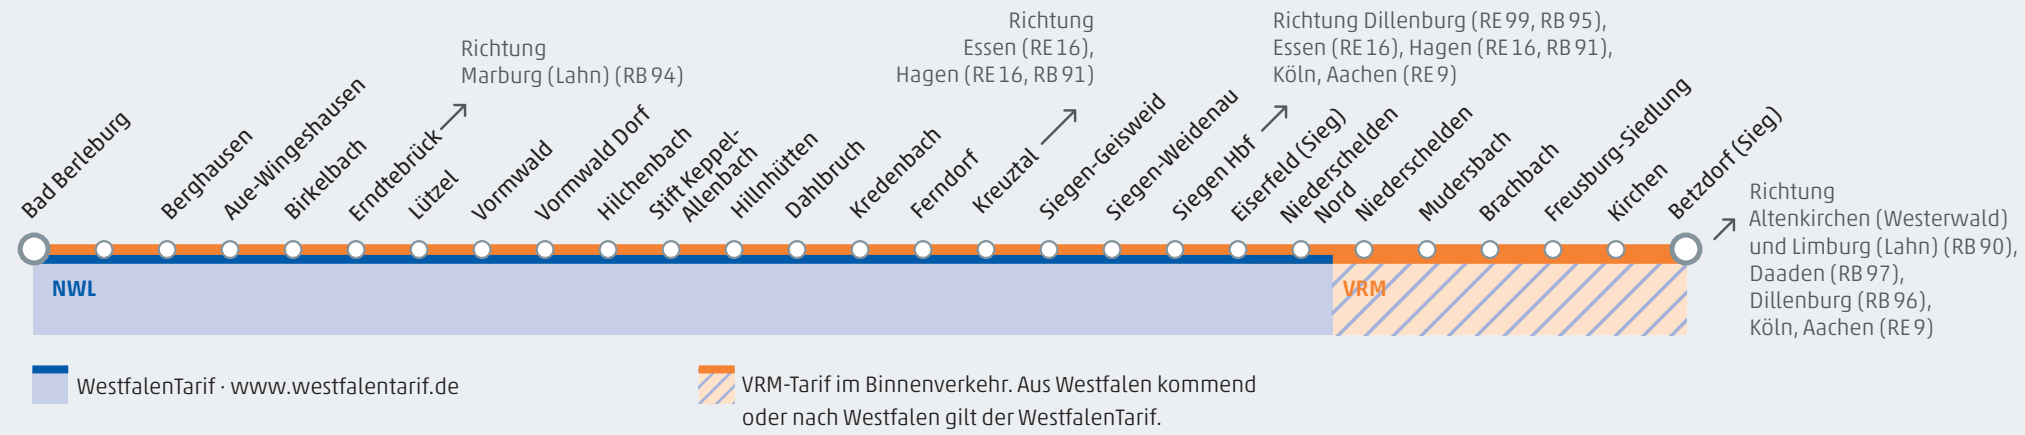 Richtung
Marburg (Lahn) (RB 94)
Richtung
Essen (RE 16),
Hagen (RE 16, RB 91)
Richtung Dillenburg (RE 99, RB 95),
Essen (RE 16), Hagen (RE 16, RB 91),
Köln, Aachen (RE 9)
Bad Berleburg
Berghausen
Aue-Wingeshausen
Birkelbach
Erndtebrück
Lützel
Vormwald
Vormwald Dorf
Hilchenbach
Stift Keppel-
Allenbach
Hillnhütten
Dahlbruch
Kredenbach
Ferndorf
Kreuztal
Siegen-Geisweid
Siegen-Weidenau
Siegen Hbf
Eiserfeld (Sieg)
Niederschelden
Nord
Niederschelden
Mudersbach
Brachbach
Freusburg-Siedlung
Kirchen
Betzdorf (Sieg)
Richtung
Altenkirchen (Westerwald)
und Limburg (Lahn) (RB 90),
Daaden (RB 97),
Dillenburg (RB 96),
Köln, Aachen (RE 9)
NWL
VRM
WestfalenTarif · www.westfalentarif.de
VRM-Tarif im Binnenverkehr. Aus Westfalen kommend
oder nach Westfalen gilt der WestfalenTarif.